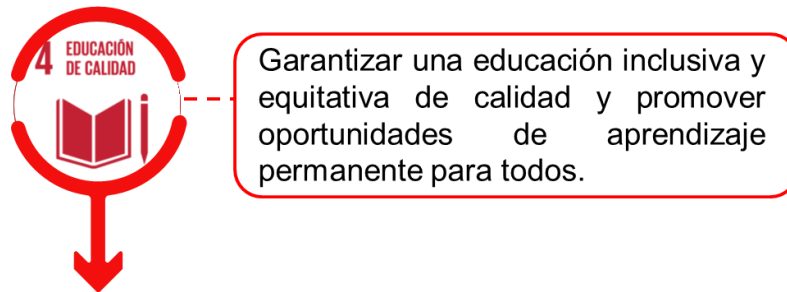 4 EDUCACIÓN
DE CALIDAD
Garantizar una educación inclusiva y
equitativa de calidad y promover
oportunidades de aprendizaje
permanente para todos.